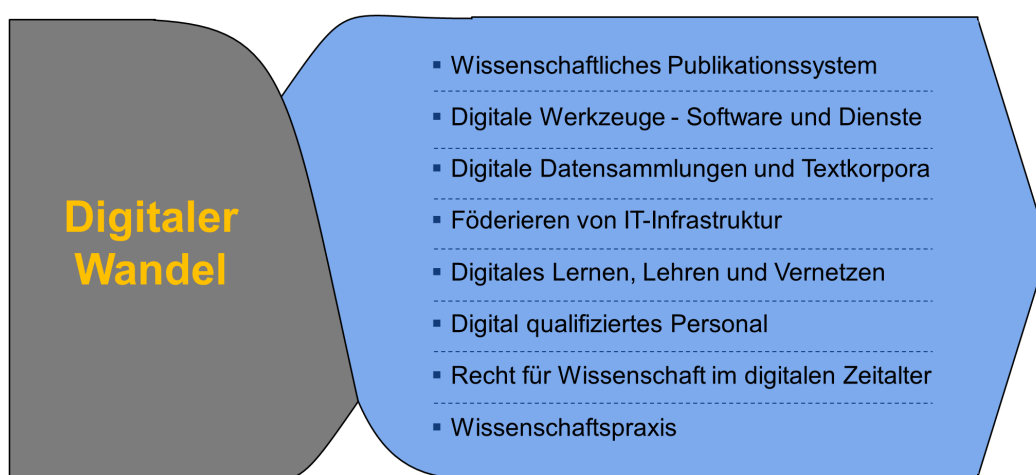 Digitaler
Wandel
▪ Wissenschaftliches Publikationssystem
▪ Digitale Werkzeuge - Software und Dienste
▪ Digitale Datensammlungen und Textkorpora
▪ Föderieren von IT-Infrastruktur
▪ Digitales Lernen, Lehren und Vernetzen
▪ Digital qualifiziertes Personal
▪ Recht für Wissenschaft im digitalen Zeitalter
▪ Wissenschaftspraxis